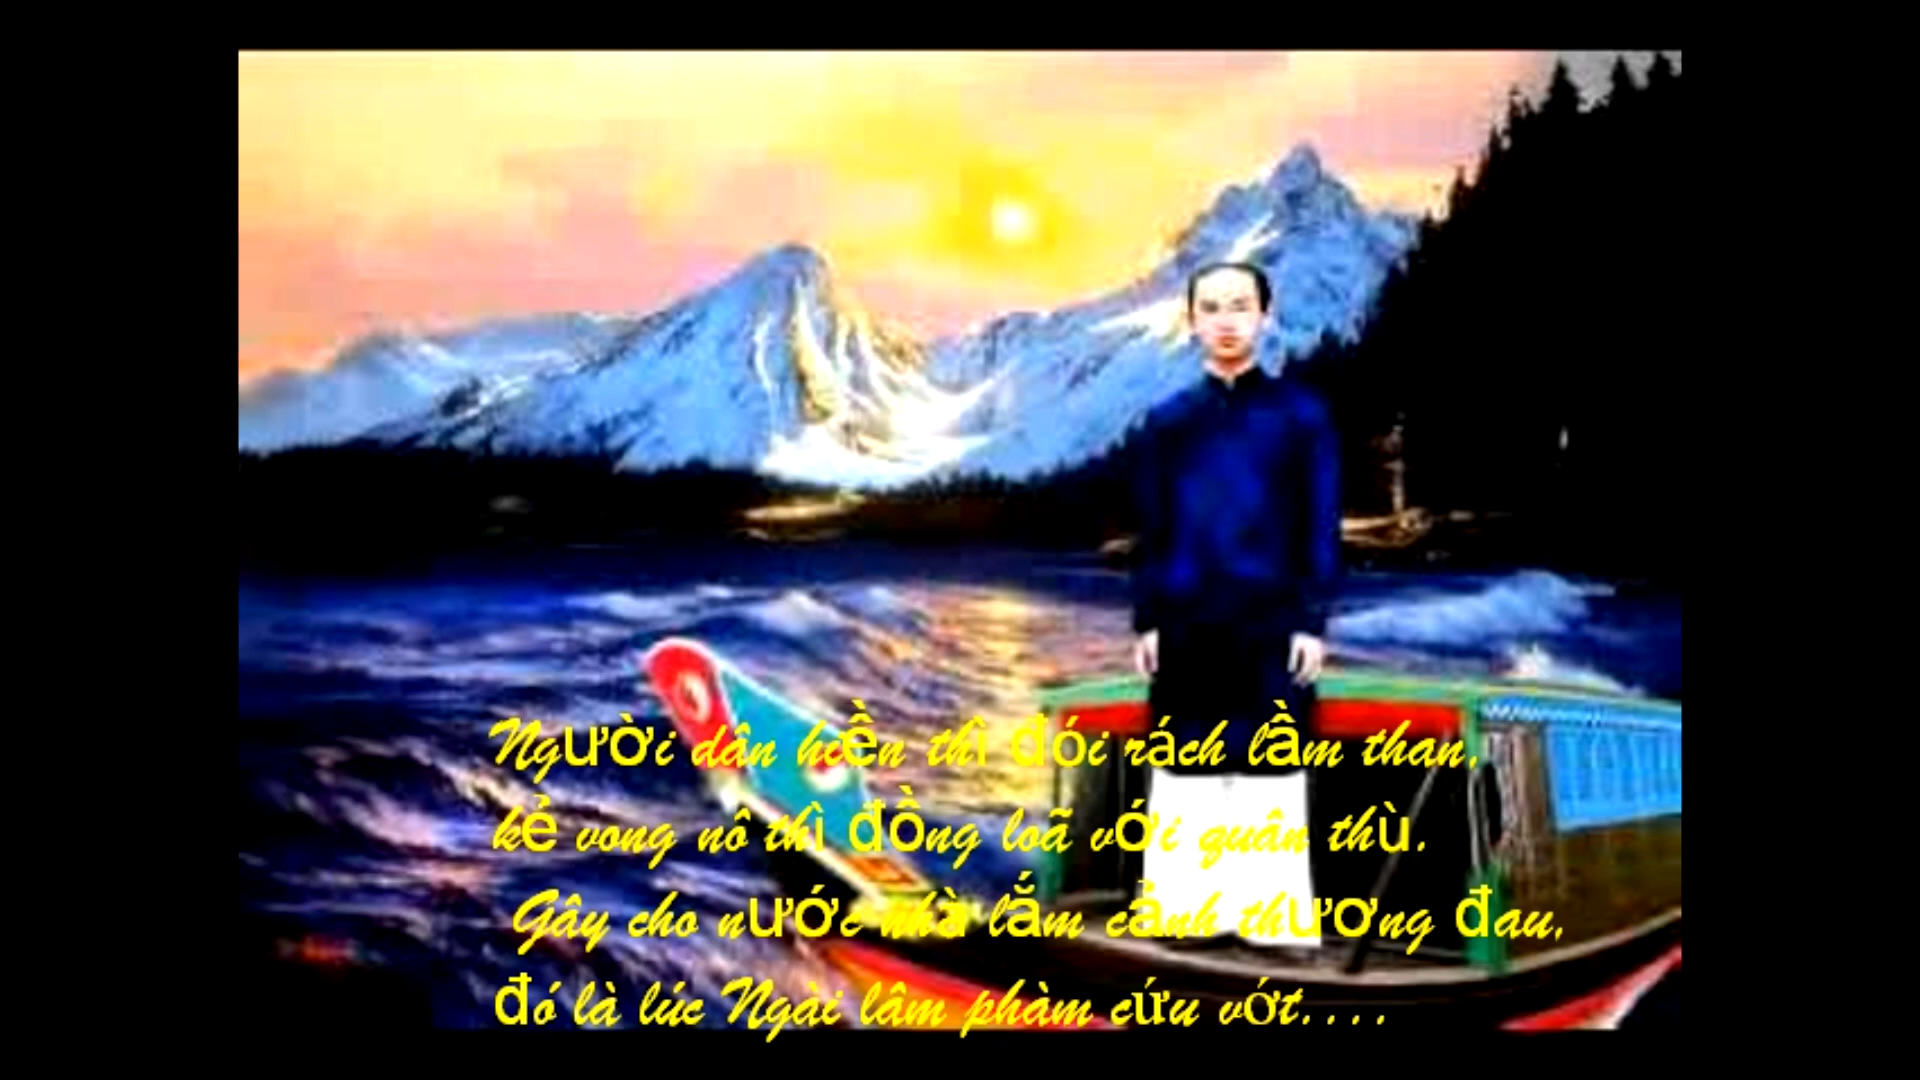 Người dân hiền thì đói rách lầm than,
kẻ vong nô thì đồng loã với quân thù.
Gây cho nước nhà lắm cảnh thương đau,
đó là lúc Ngài lâm phàm cứu vớt....